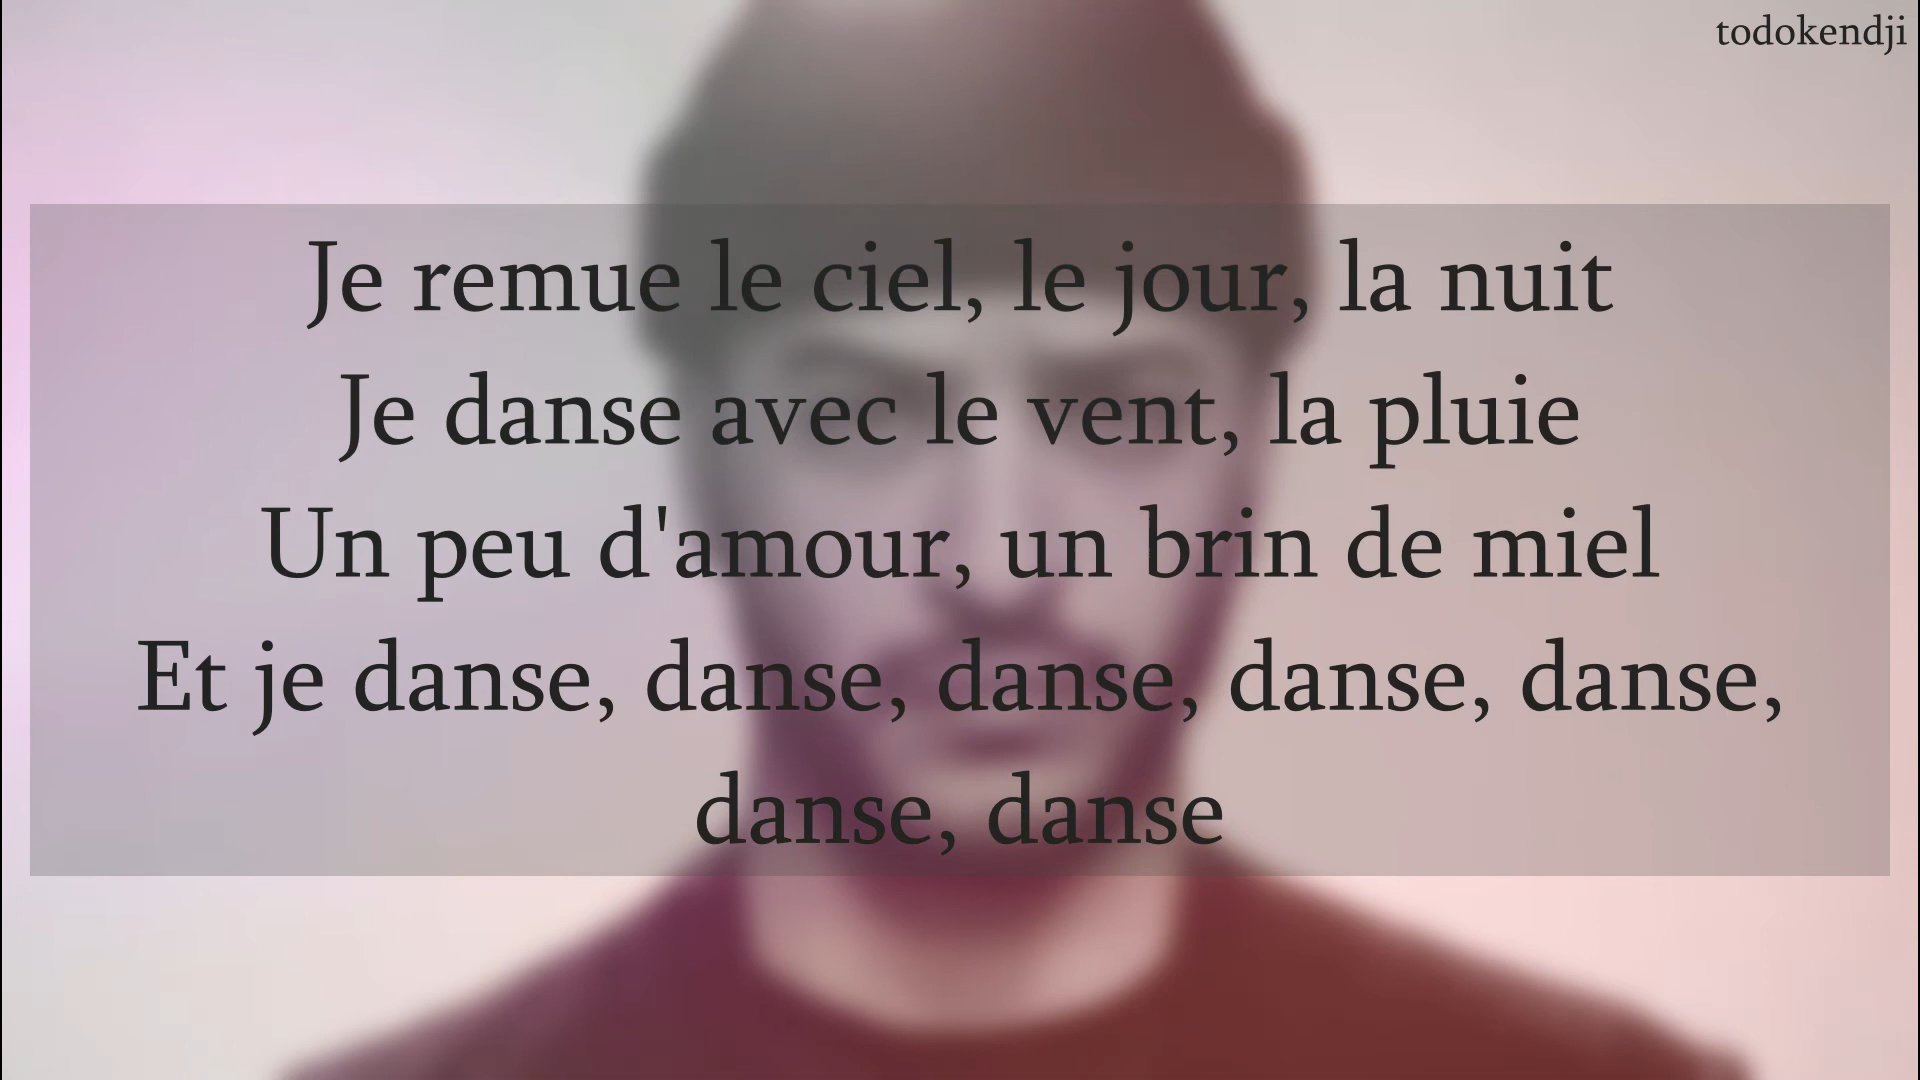 todokendji
Je remue le ciel, le jour, la nuit
Je danse avec le vent, la pluie
Un peu d'amour, un brin de miel
Et je danse, danse, danse, danse, danse,
danse, danse